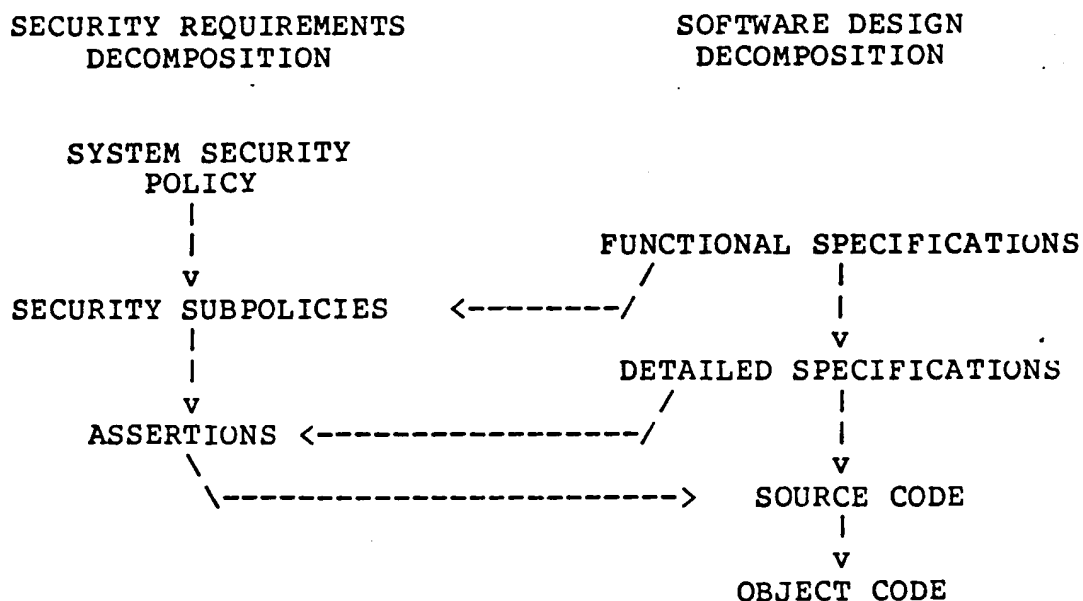 SECURITY REQUIREMENTS
DECOMPOSITION
SOFTWARE DESIGN
DECOMPOSITION
SYSTEM SECURITY
POLICY
FUNCTIONAL SPECIFICATIONS
SECURITY SUBPOLICIES
DETAILED SPECIFICATIONS
ASSERTIONS
SOURCE CODE
OBJECT CODE